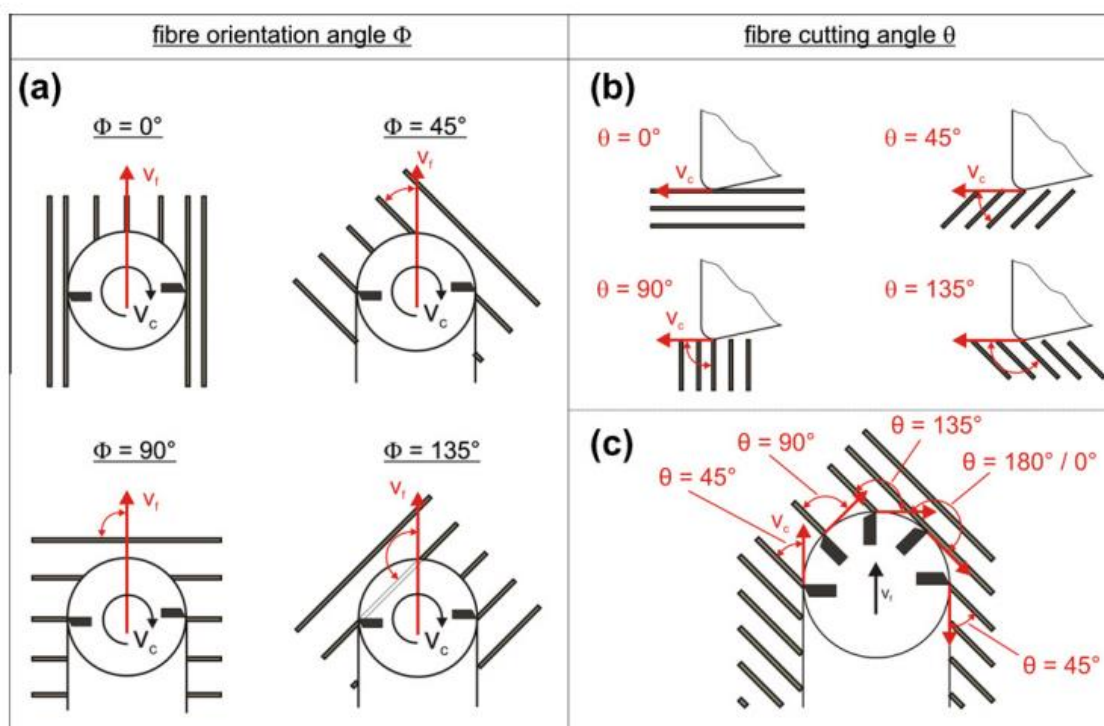 fibre orientation angle Φ
fibre cutting angle θ
(a)
Φ = 0°
Φ = 45°
vf
vf
Vc
Vc
Φ = 90°
Φ = 135°
vf
vf
Vc
Vc
(b)
θ = 0°
θ = 45°
vc
vc
θ = 90°
θ = 135°
vc
(c)
θ = 135°
θ = 90°
θ = 180° / 0°
θ = 45°
vc
vf
θ = 45°